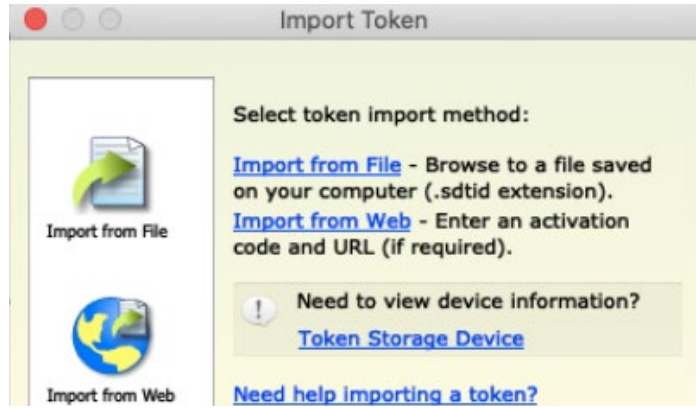 Import Token
Select token import method:
Import from File - Browse to a file saved
on your computer (.sdtid extension).
Import from Web - Enter an activation
code and URL (if required).
Import from File
Need to view device information?
Token Storage Device
Import from Web
Need help importing a token?